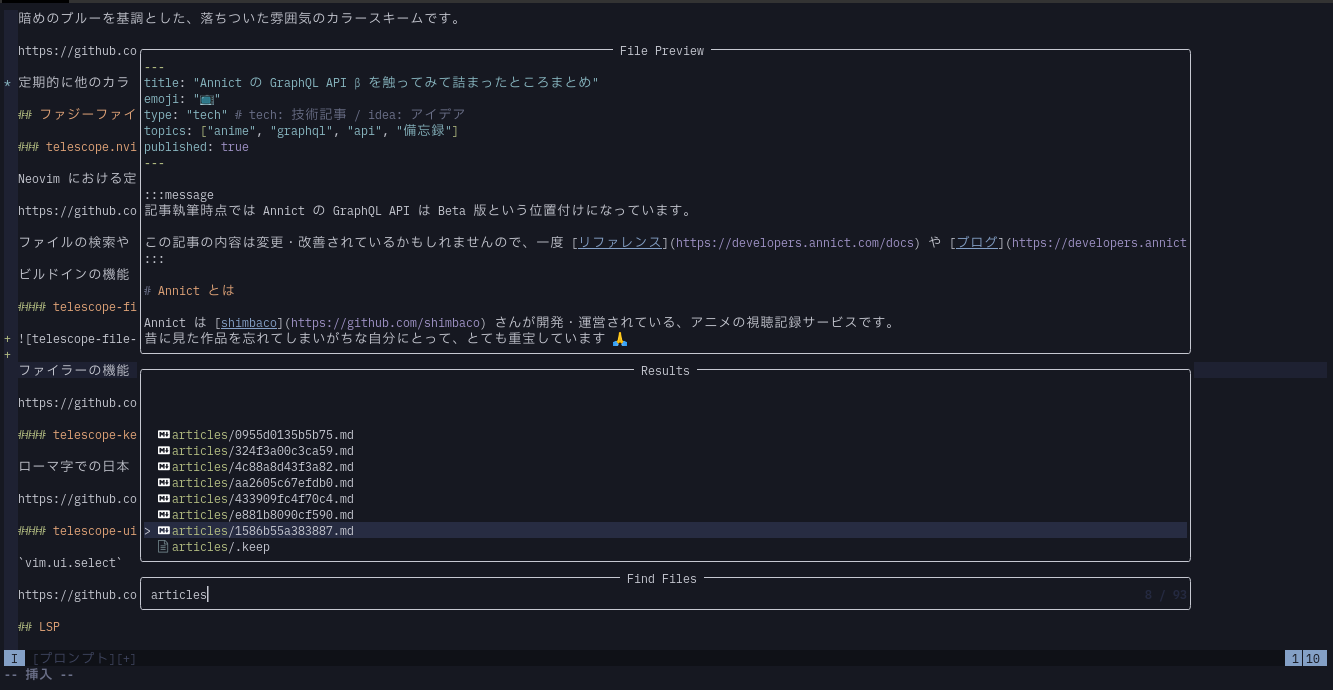 暗めのブルーを基調とした、落ちついた雰囲気のカラースキームです。
https://github.co
* 定期的に他のカラ
## ファジーファイ
### telescope.nvi
Neovim における定
https://github.co
ファイルの検索や
ビルドインの機能
#### telescope-fi
+ ![telescope-file-
+
ファイラーの機能
https://github.co
#### telescope-ke
ローマ字での日本
https://github.co
#### telescope-ui
`vim.ui.select`
https://github.co
## LSP
File Preview
---
title: "Annict の GraphQL API β を触ってみて詰まったところまとめ"
emoji: "📺"
type: "tech" # tech: 技術記事 / idea: アイデア
topics: ["anime", "graphql", "api", "備忘録"]
published: true
---
:::message
記事執筆時点では Annict の GraphQL API は Beta 版という位置付けになっています。
この記事の内容は変更・改善されているかもしれませんので、一度 [リファレンス](https://developers.annict.com/docs) や [ブログ](https://developers.annict
:::
# Annict とは
Annict は [shimbaco](https://github.com/shimbaco) さんが開発・運営されている、アニメの視聴記録サービスです。
昔に見た作品を忘れてしまいがちな自分にとって、とても重宝しています 🙏
Results
articles/0955d0135b5b75.md
articles/324f3a00c3ca59.md
articles/4c88a8d43f3a82.md
articles/aa2605c67efdb0.md
articles/433909fc4f70c4.md
articles/e881b8090cf590.md
> articles/1586b55a383887.md
articles/.keep
Find Files
articles 8 / 93
I [プロンプト][+] 1 10
-- 挿入 --